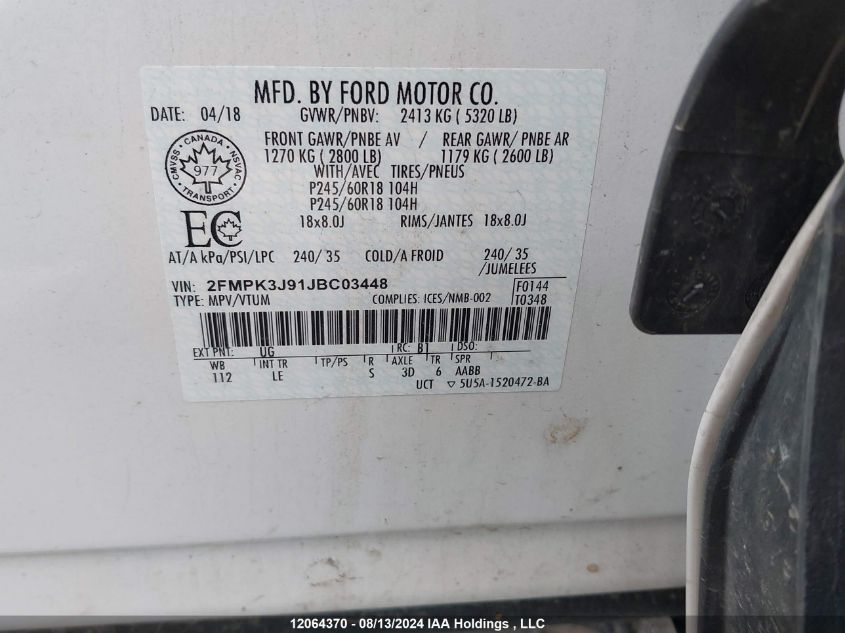 MFD. BY FORD MOTOR CO.
DATE: 04/18 GVWR/PNBV: 2413 KG ( 5320 LB)
FRONT GAWR/PNBE AV / REAR GAWR/ PNBE AR
1270 KG ( 2800 LB) 1179 KG ( 2600 LB)
WITH/AVEC TIRES/PNEUS
P245/60R18 104H
P245/60R18 104H
18x8.0J RIMS/JANTES 18x8.0J
CANADA
CMVSS NSVAC
977
TRANSPORT
EC
AT/A kPa/PSI/LPC 240/ 35 COLD/A FROID 240/ 35
/JUMELEES
VIN: 2FMPK3J91JBC03448 F0144
TYPE: MPV/VTUM COMPLIES: ICES/NMB-002 T0348
EXT PNT: UG RC: B1 DSO:
WB INT TR TP/PS R AXLE TR SPR
112 LE S 3D 6 AABB
UCT ▽ 5U5A-1520472-BA
12064370 - 08/13/2024 IAA Holdings , LLC